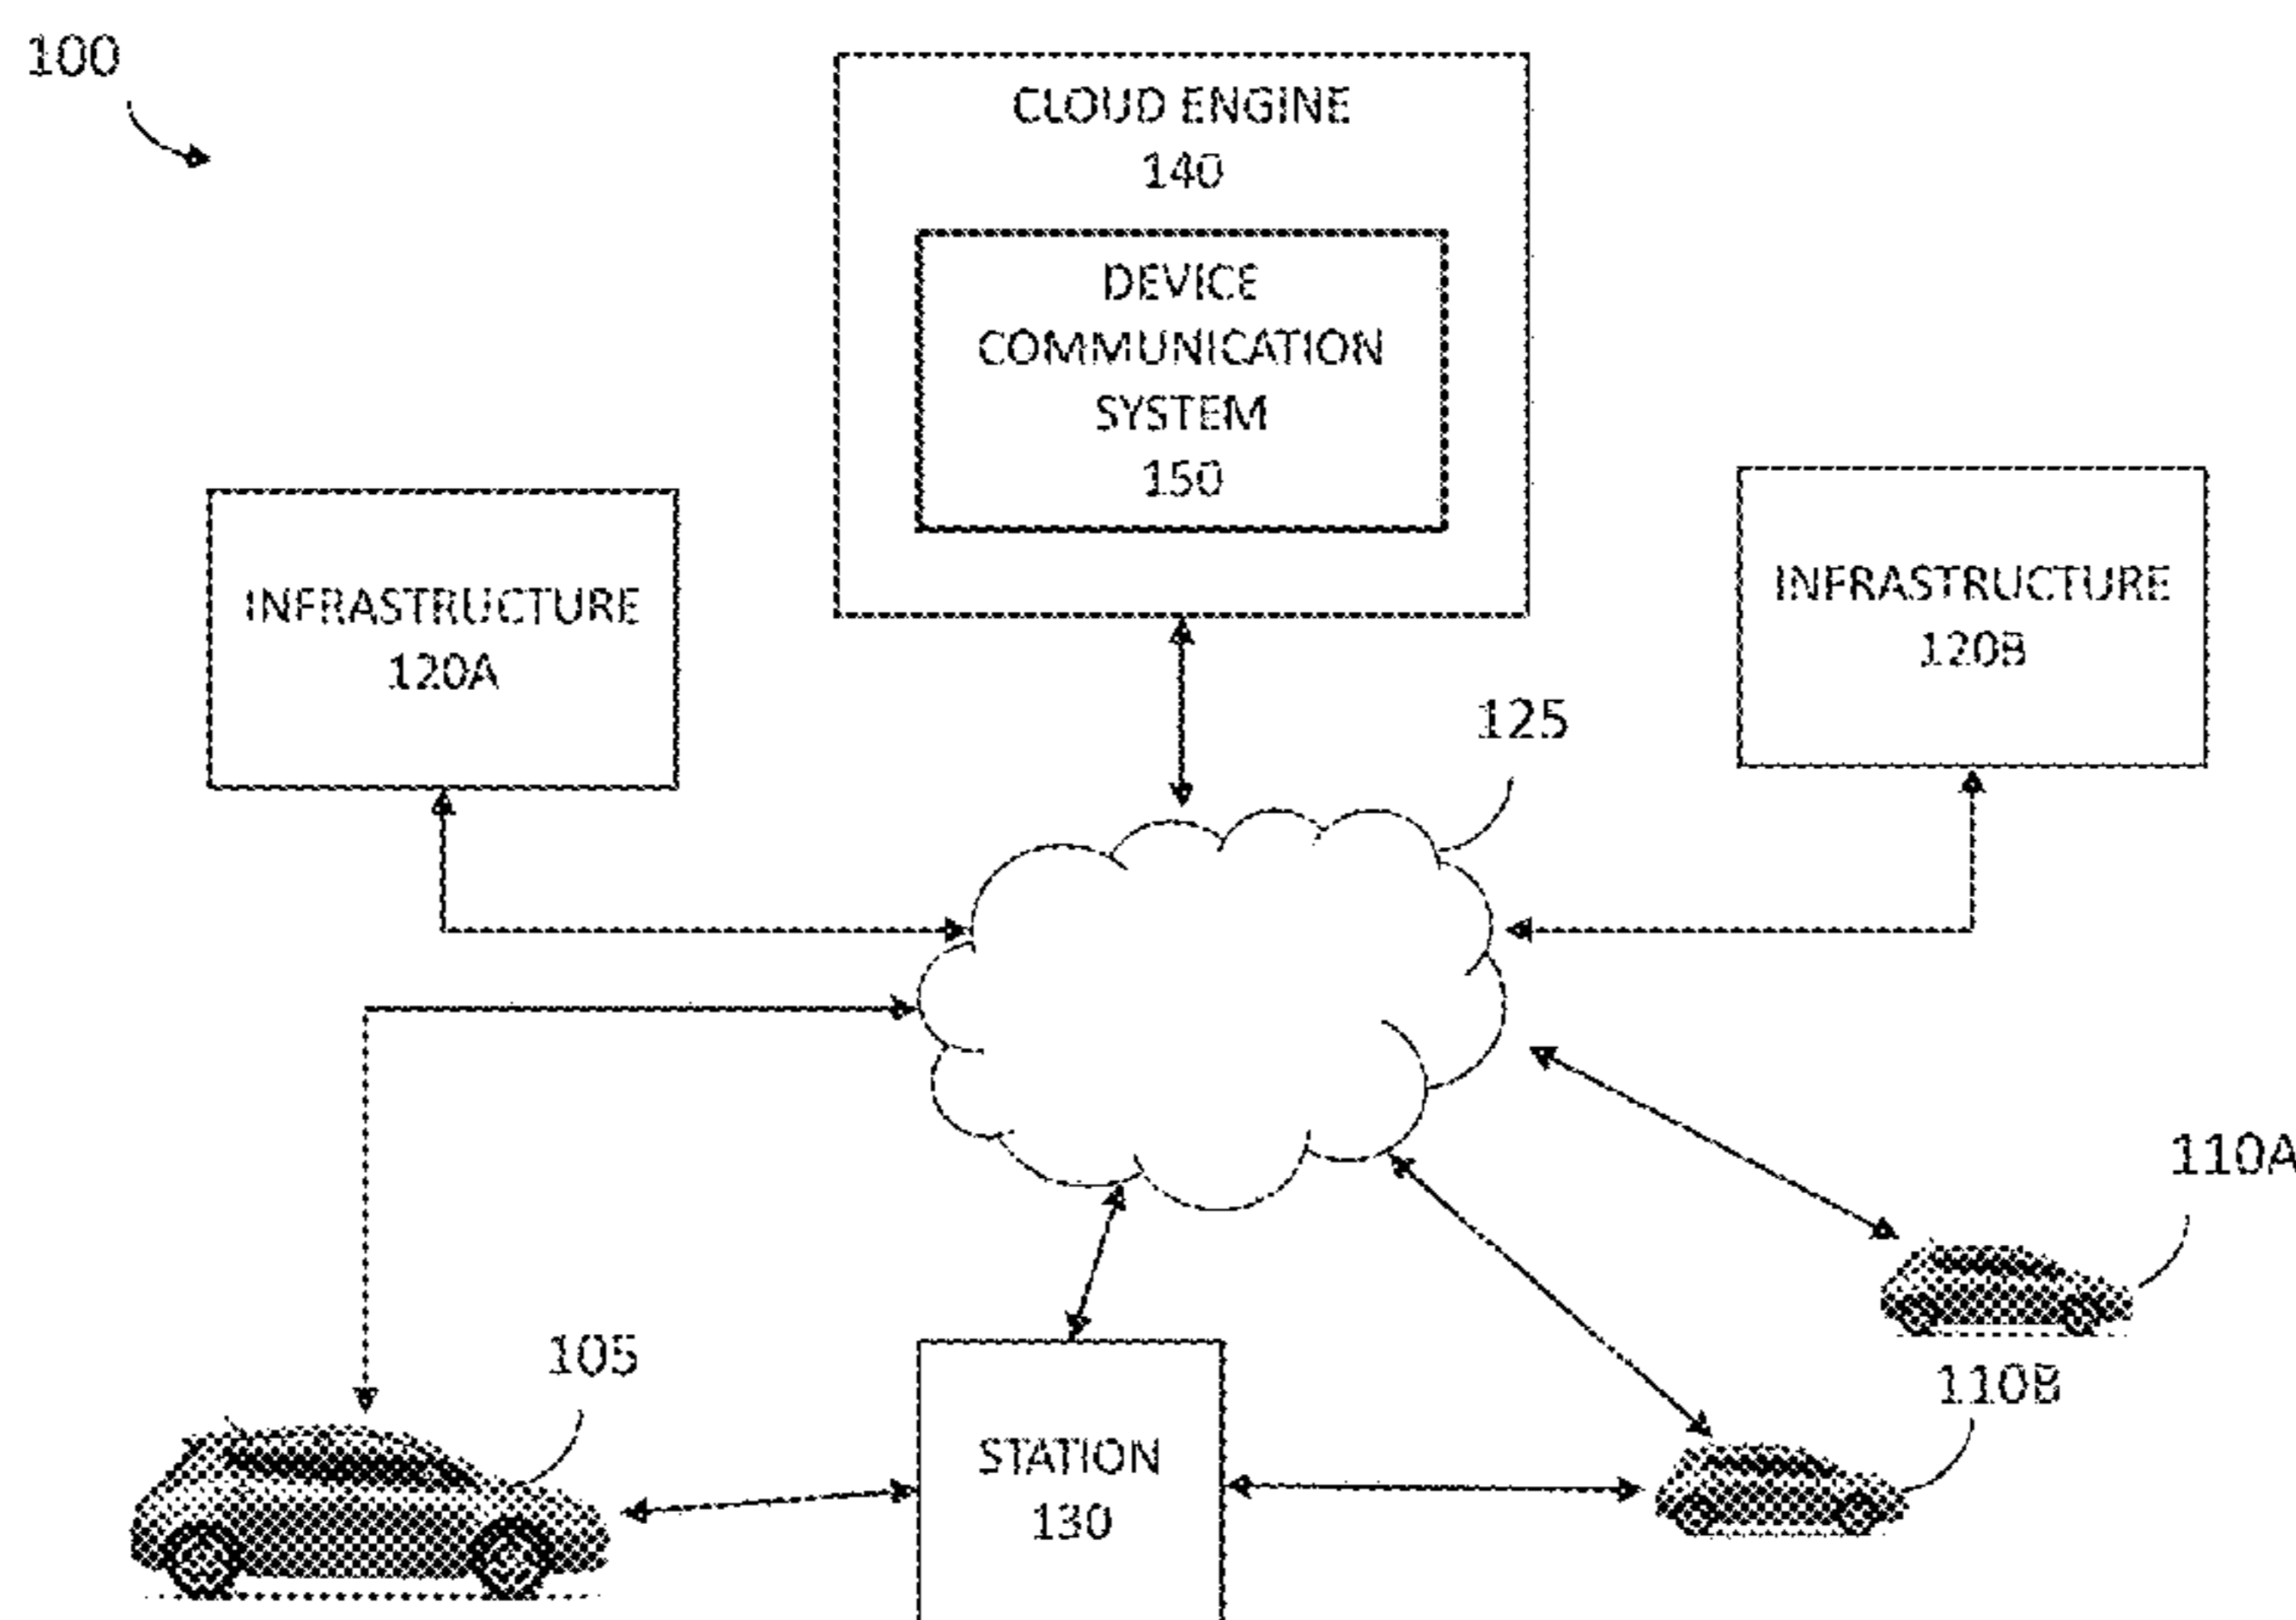 100
CLOUD ENGINE
140
DEVICE
COMMUNICATION
SYSTEM
150
INFRASTRUCTURE
120A
INFRASTRUCTURE
120B
125
110A
105
110B
STATION
130